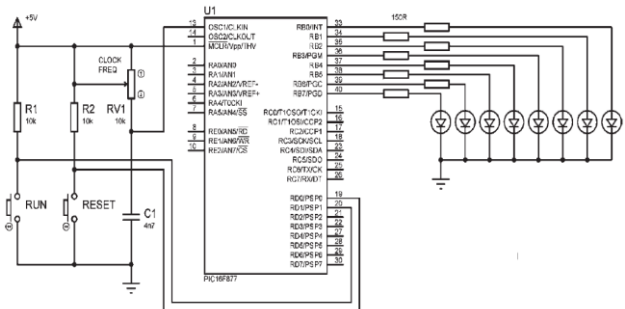 U1
+5V
13 OSC1/CLKIN
14 OSC2/CLKOUT
1 MCLR/Vpp/THV
2 RA0/AN0
3 RA1/AN1
4 RA2/AN2/VREF-
5 RA3/AN3/VREF+
6 RA4/T0CKI
7 RA5/AN4/SS
8 RE0/AN5/RD
9 RE1/AN6/WR
10 RE2/AN7/CS
RB0/INT 33
RB1 34
RB2 35
RB3/PGM 36
RB4 37
RB5 38
RB6/PGC 39
RB7/PGD 40
RC0/T1OSO/T1CKI 15
RC1/T1OSI/CCP2 16
RC2/CCP1 17
RC3/SCK/SCL 18
RC4/SDI/SDA 23
RC5/SDO 24
RC6/TX/CK 25
RC7/RX/DT 26
RD0/PSP0 19
RD1/PSP1 20
RD2/PSP2 21
RD3/PSP3 22
RD4/PSP4 27
RD5/PSP5 28
RD6/PSP6 29
RD7/PSP7 30
PIC16F877
150R
CLOCK
FREQ
R1
10k
R2
10k
RV1
10k
RUN
RESET
C1
4n7